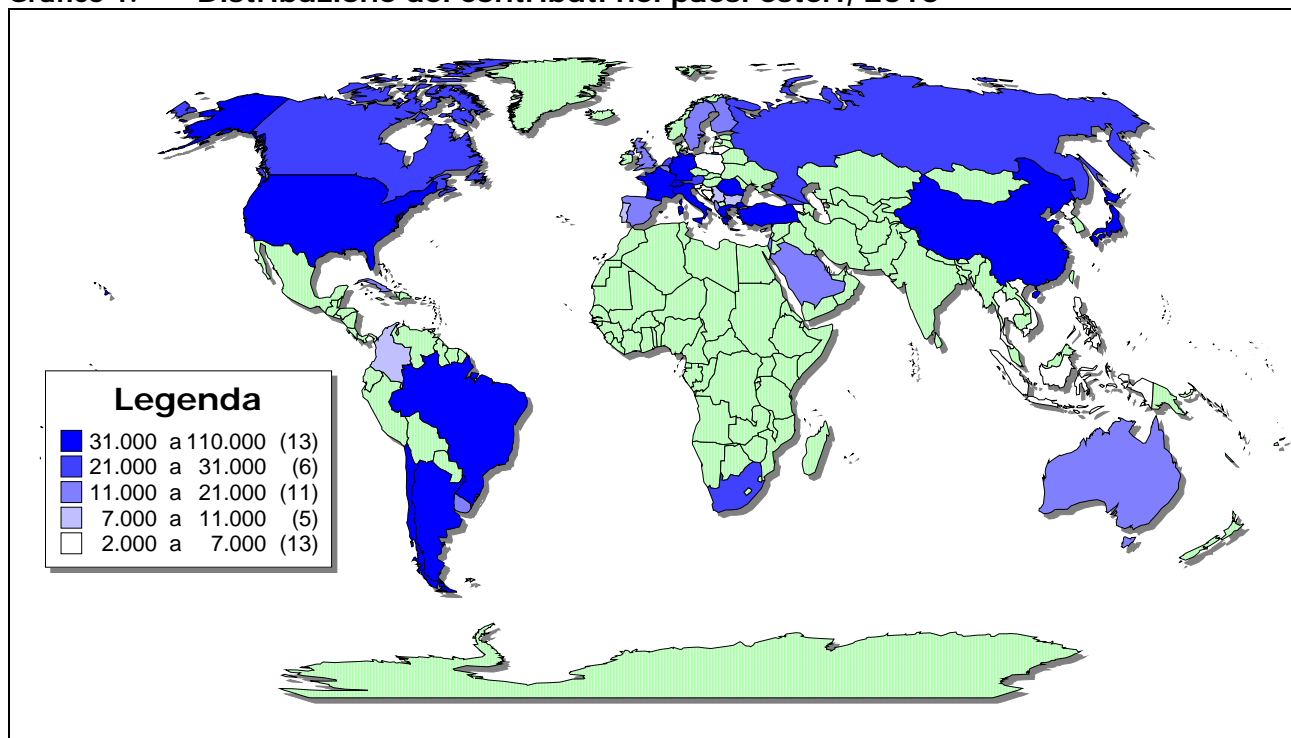 Legenda
31.000 a 110.000 (13)
21.000 a 31.000 (6)
11.000 a 21.000 (11)
7.000 a 11.000 (5)
2.000 a 7.000 (13)